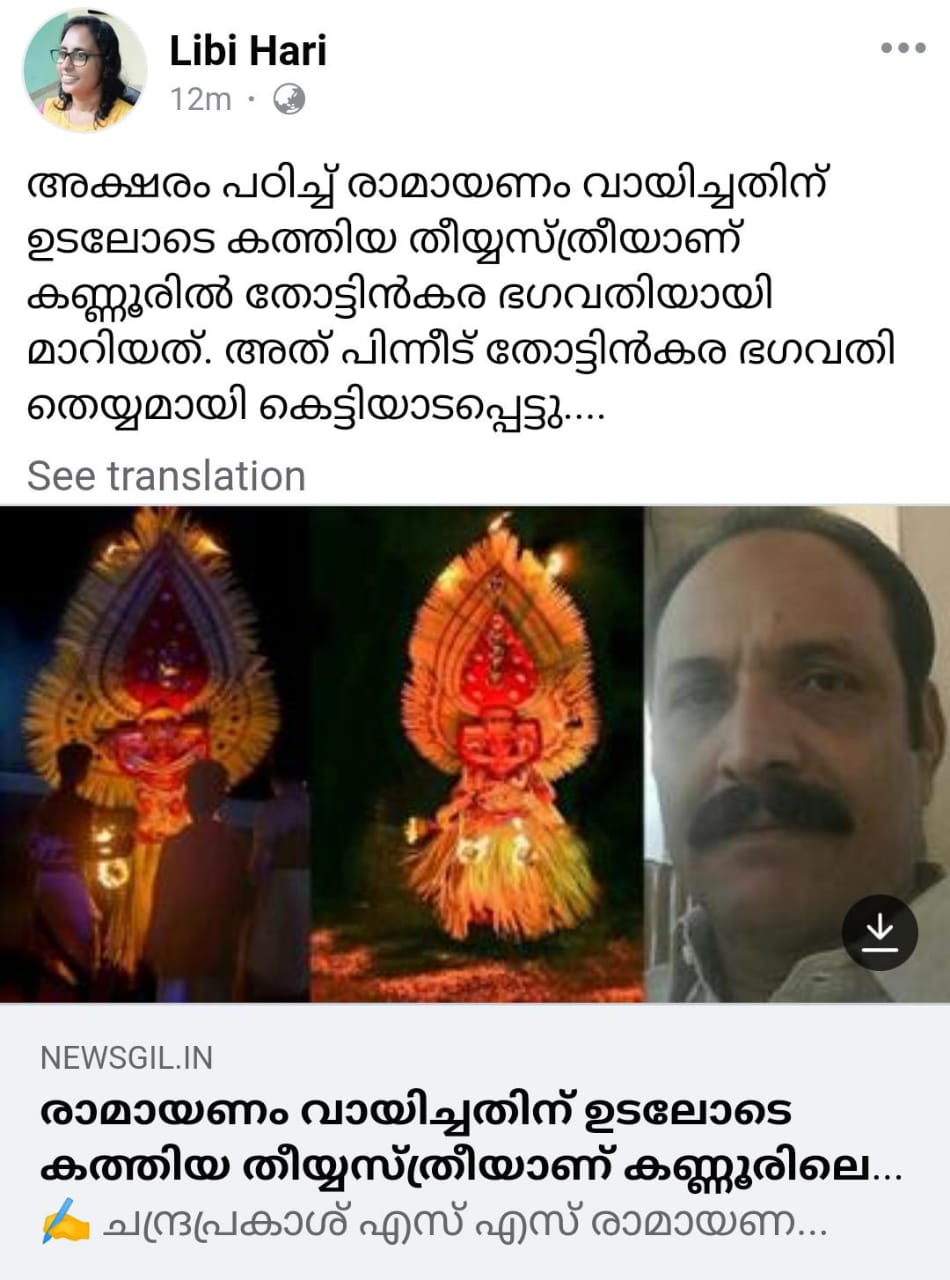 Libi Hari
12m ·
അക്ഷരം പഠിച്ച് രാമായണം വായിച്ചതിന്
ഉടലോടെ കത്തിയ തീയ്യസ്ത്രീയാണ്
കണ്ണൂരിൽ തോട്ടിൻകര ഭഗവതിയായി
മാറിയത്. അത് പിന്നീട് തോട്ടിൻകര ഭഗവതി
തെയ്യമായി കെട്ടിയാടപ്പെട്ടു....
See translation
NEWSGIL.IN
രാമായണം വായിച്ചതിന് ഉടലോടെ
കത്തിയ തീയ്യസ്ത്രീയാണ് കണ്ണൂരിലെ...
✍️ ചന്ദ്രപ്രകാശ് എസ് എസ് രാമായണ...